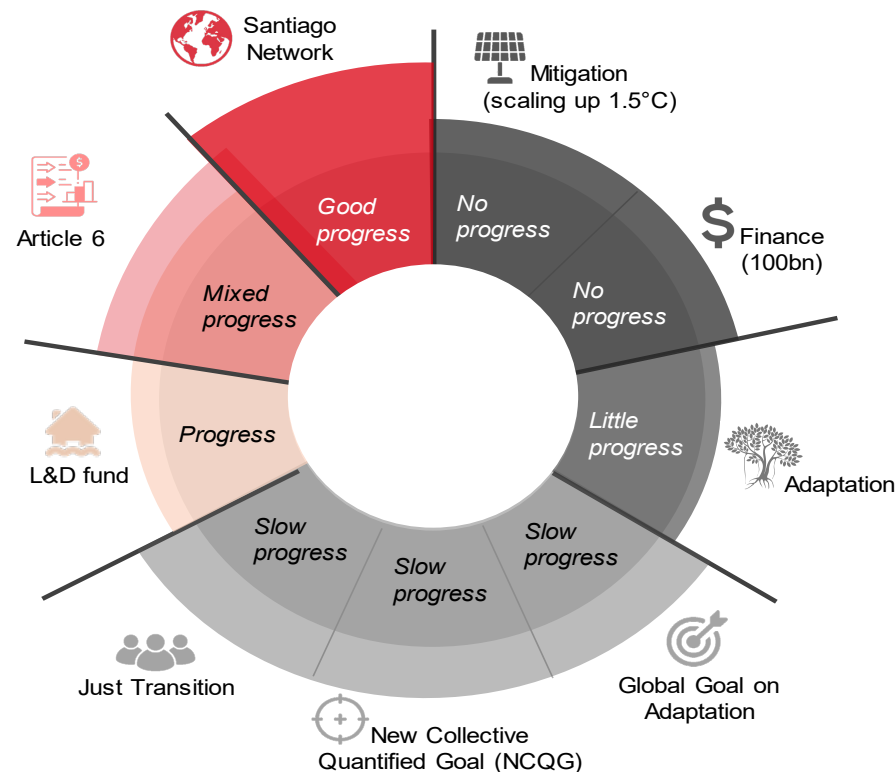 Santiago
Network
Mitigation
(scaling up 1.5°C)
$
Good
progress
No
progress
Article 6
$
Finance
(100bn)
Mixed
progress
No
progress
Progress
Little
progress
L&D fund
Adaptation
Slow
progress
Slow
progress
Slow
progress
Just Transition
Global Goal on
Adaptation
New Collective
Quantified Goal (NCQG)